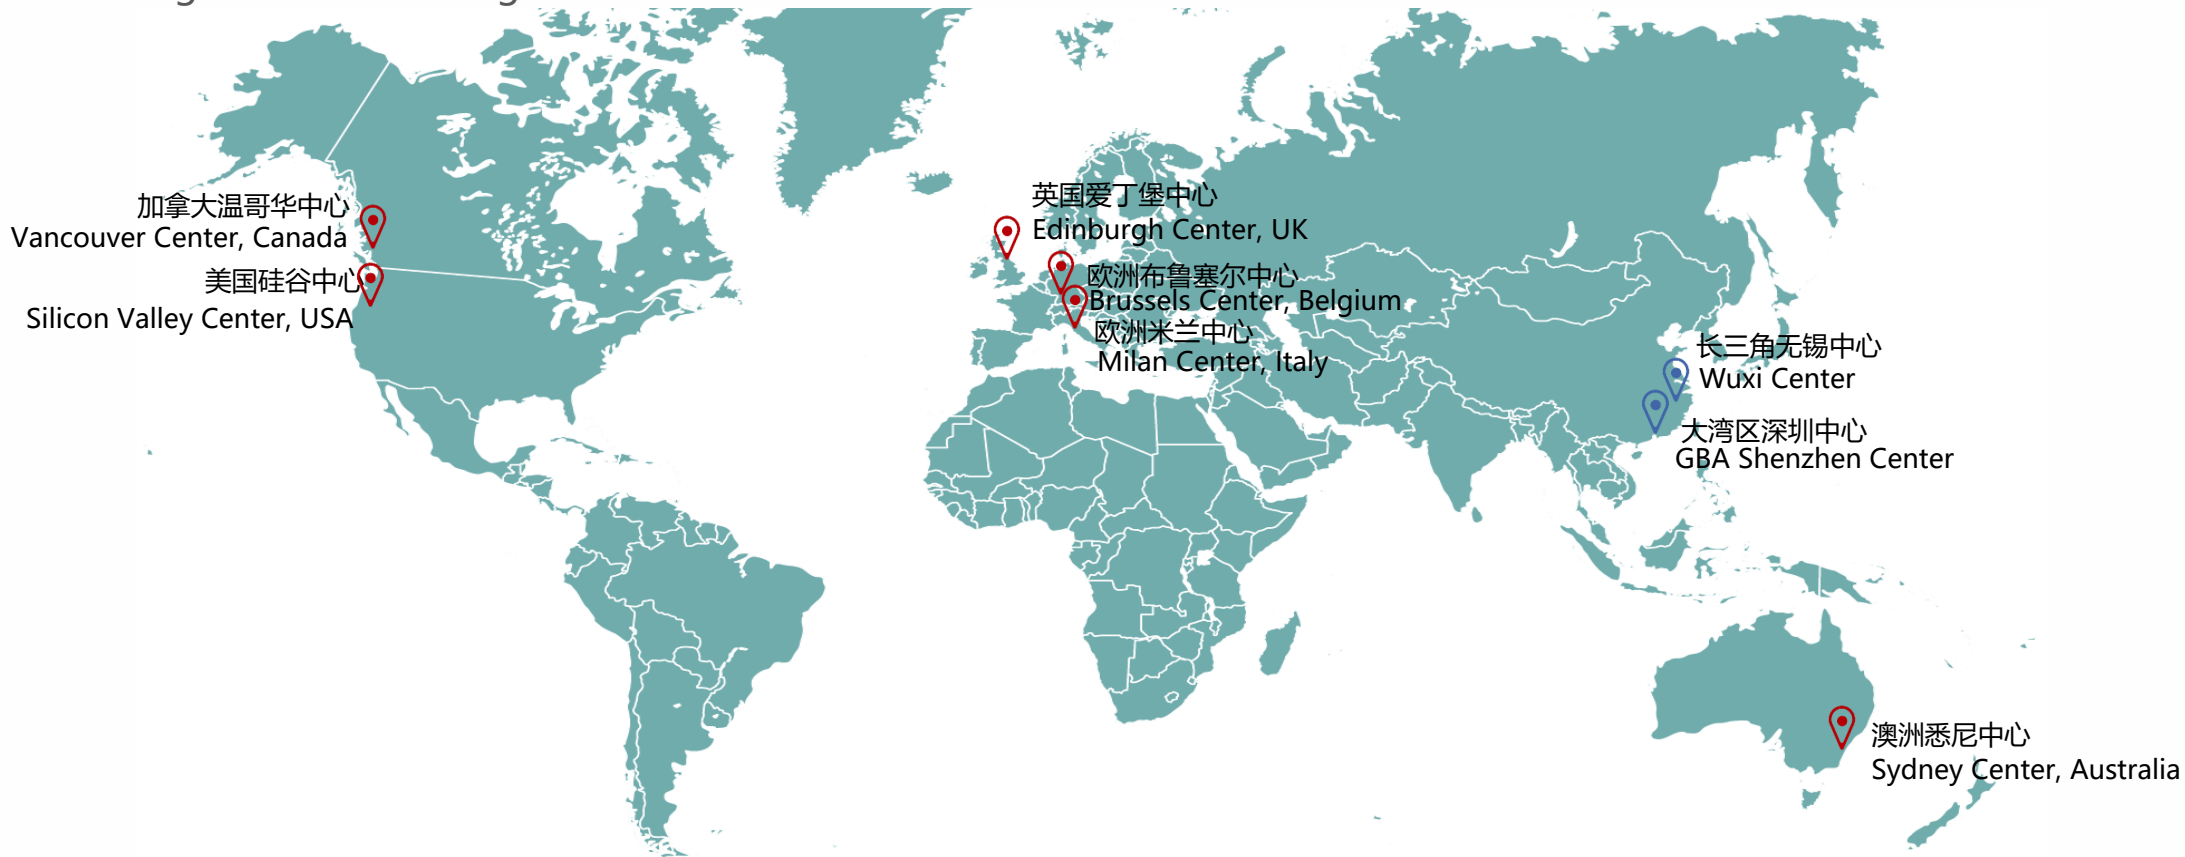 加拿大温哥华中心
Vancouver Center, Canada
美国硅谷中心
Silicon Valley Center, USA
英国爱丁堡中心
Edinburgh Center, UK
欧洲布鲁塞尔中心
Brussels Center, Belgium
欧洲米兰中心
Milan Center, Italy
长三角无锡中心
Wuxi Center
大湾区深圳中心
GBA Shenzhen Center
澳洲悉尼中心
Sydney Center, Australia